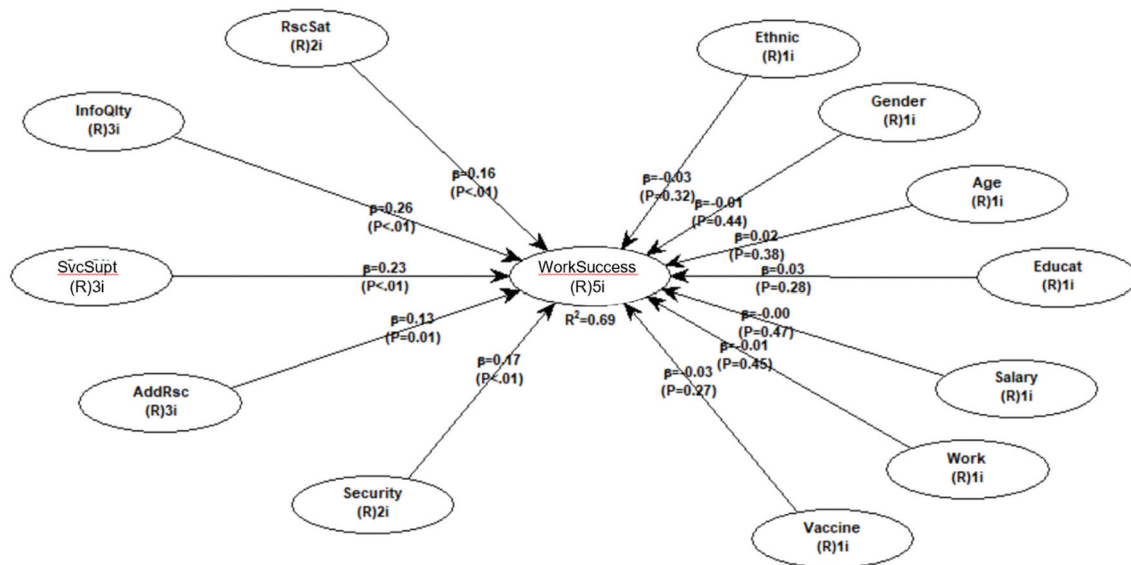 RscSat
(R)2i
Ethnic
(R)1i
InfoQlty
(R)3i
Gender
(R)1i
Age
(R)1i
β=0.16
(P<.01)
β=-0.03
(P=0.32)
β=-0.01
(P=0.44)
β=0.26
(P<.01)
β=0.02
(P=0.38)
SvcSupt
(R)3i
β=0.23
(P<.01)
WorkSuccess
(R)5i
R²=0.69
β=0.03
(P=0.28)
Educat
(R)1i
β=0.13
(P=0.01)
β=-0.00
(P=0.47)
β=-0.01
(P=0.45)
β=0.17
(P<.01)
β=-0.03
(P=0.27)
AddRsc
(R)3i
Salary
(R)1i
Work
(R)1i
Security
(R)2i
Vaccine
(R)1i